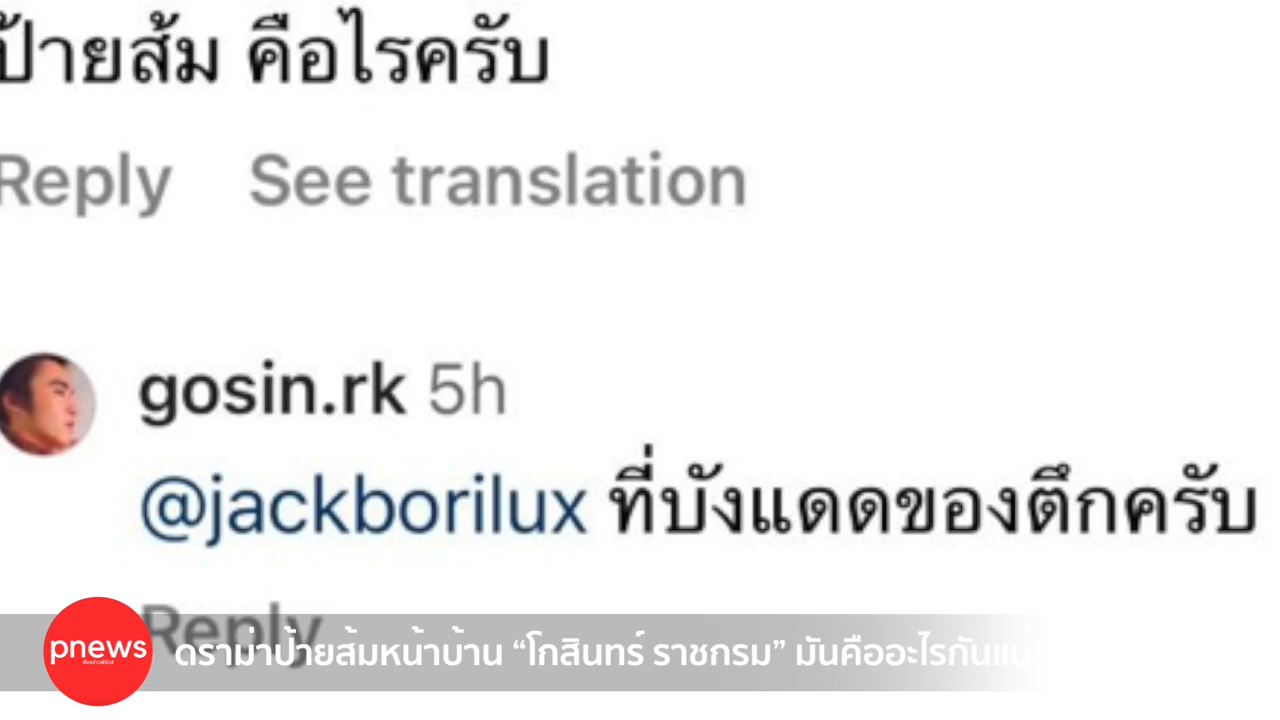 ป้ายส้ม คือไรครับ
Reply See translation
gosin.rk 5h
@jackborilux ที่บังแดดของตึกครับ
Reply
pnews
ดราม่าป้ายส้มหน้าบ้าน “โกสินทร์ ราชกรม” มันคืออะไรกันแน่